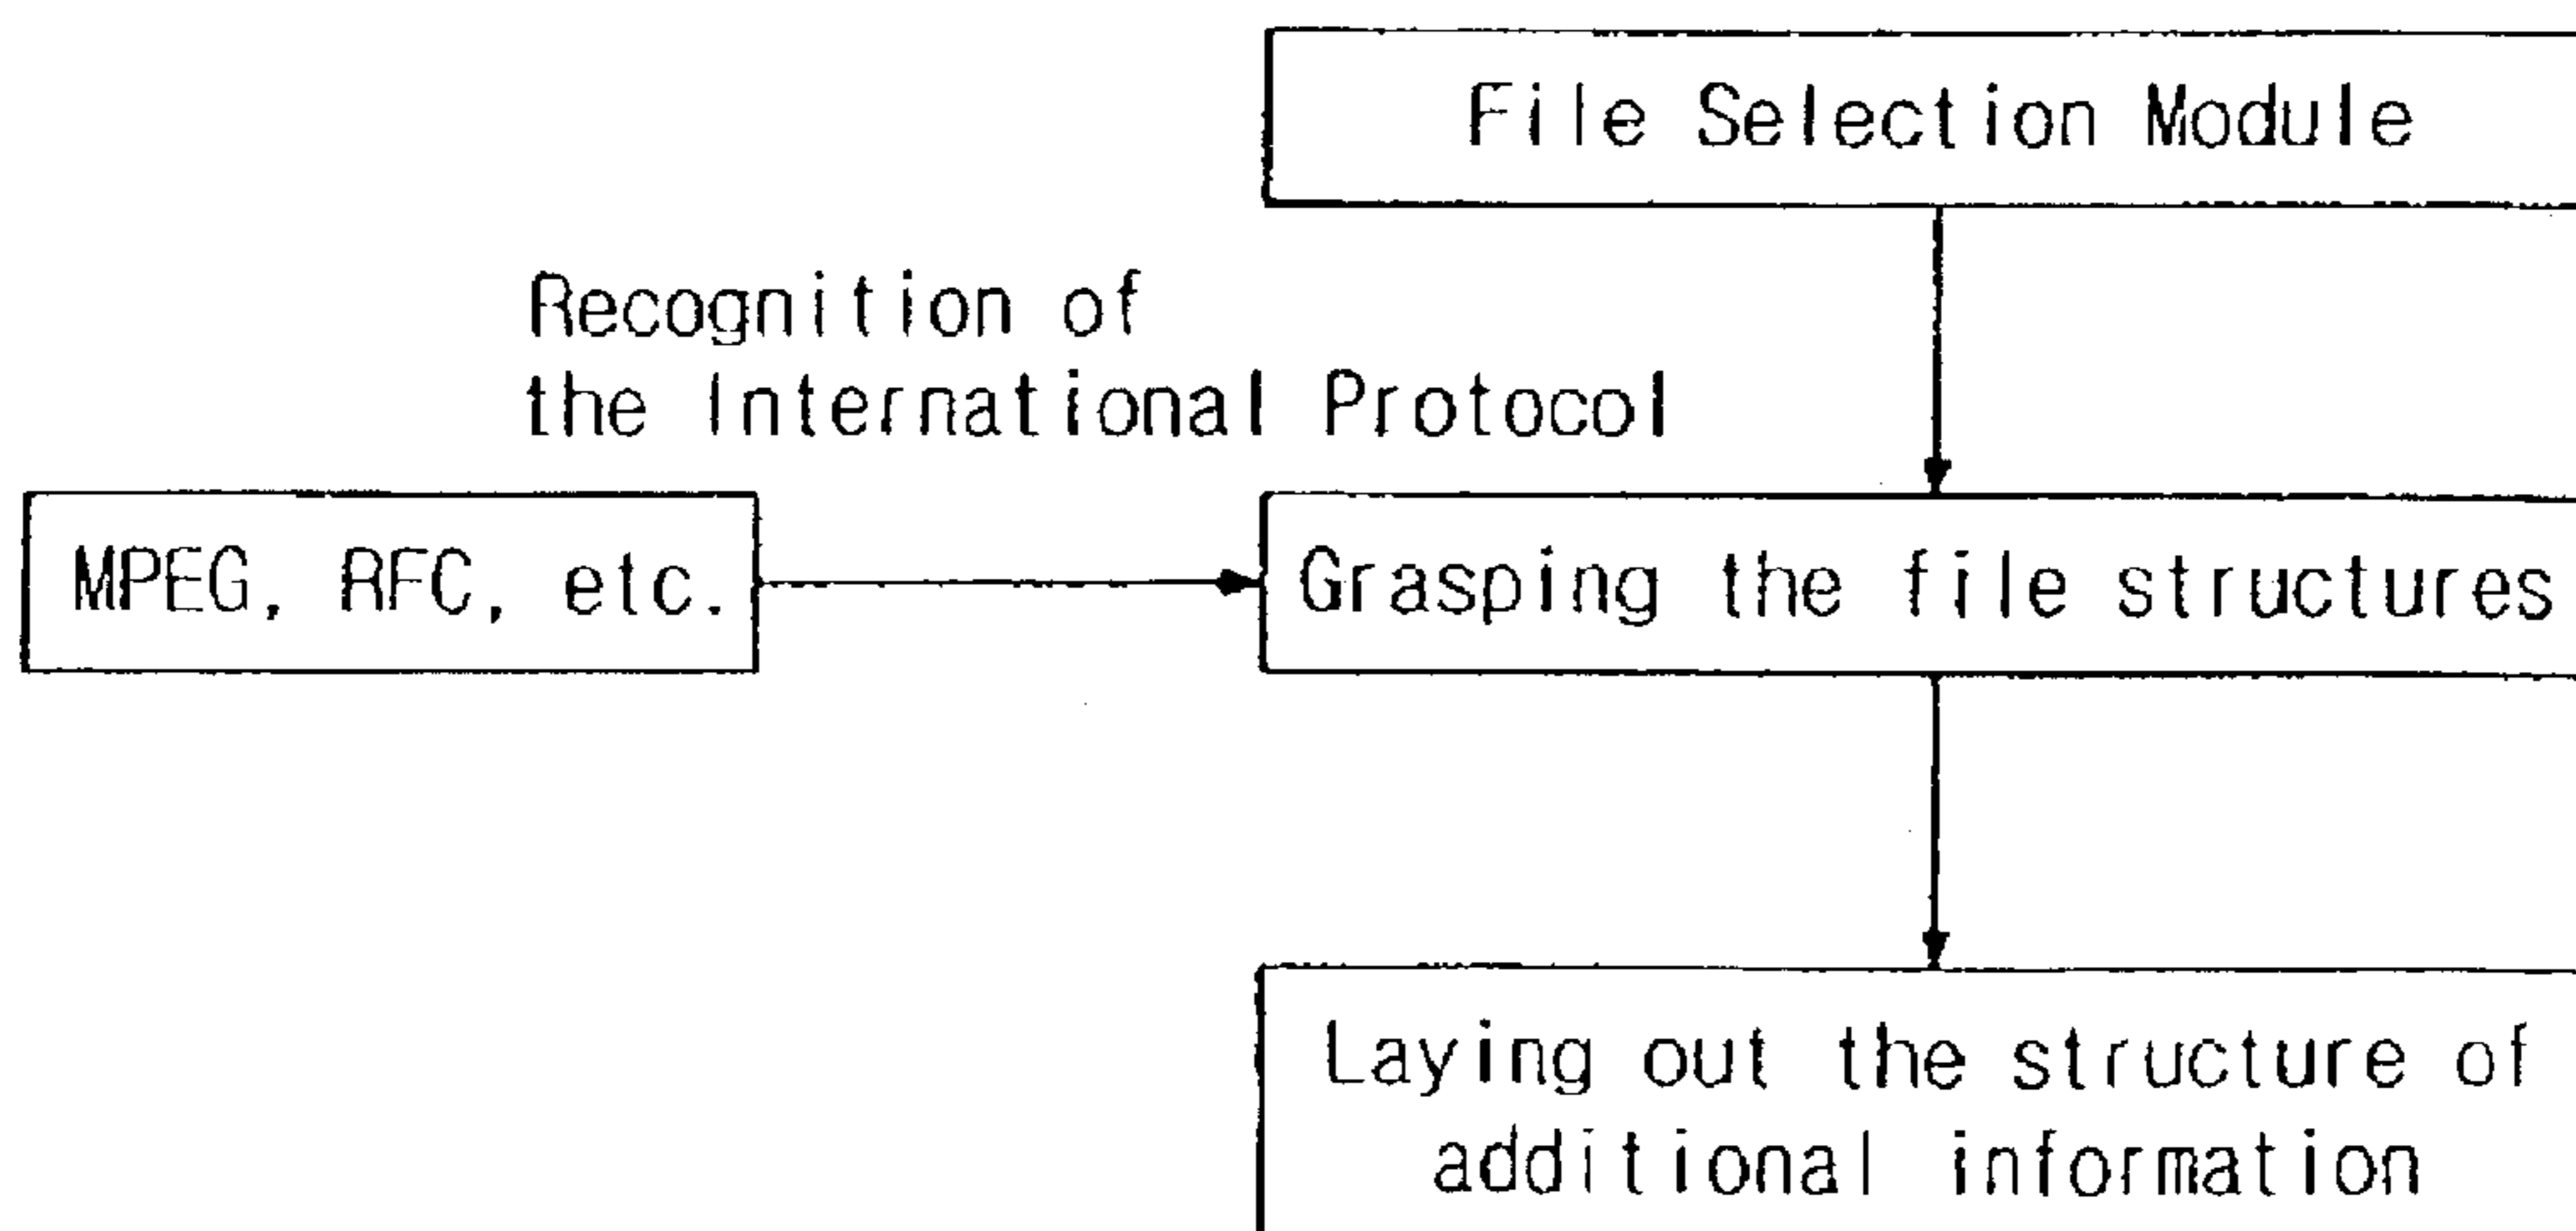 File Selection Module
Recognition of
the International Protocol
MPEG, RFC, etc.
Grasping the file structures
Laying out the structure of
additional information